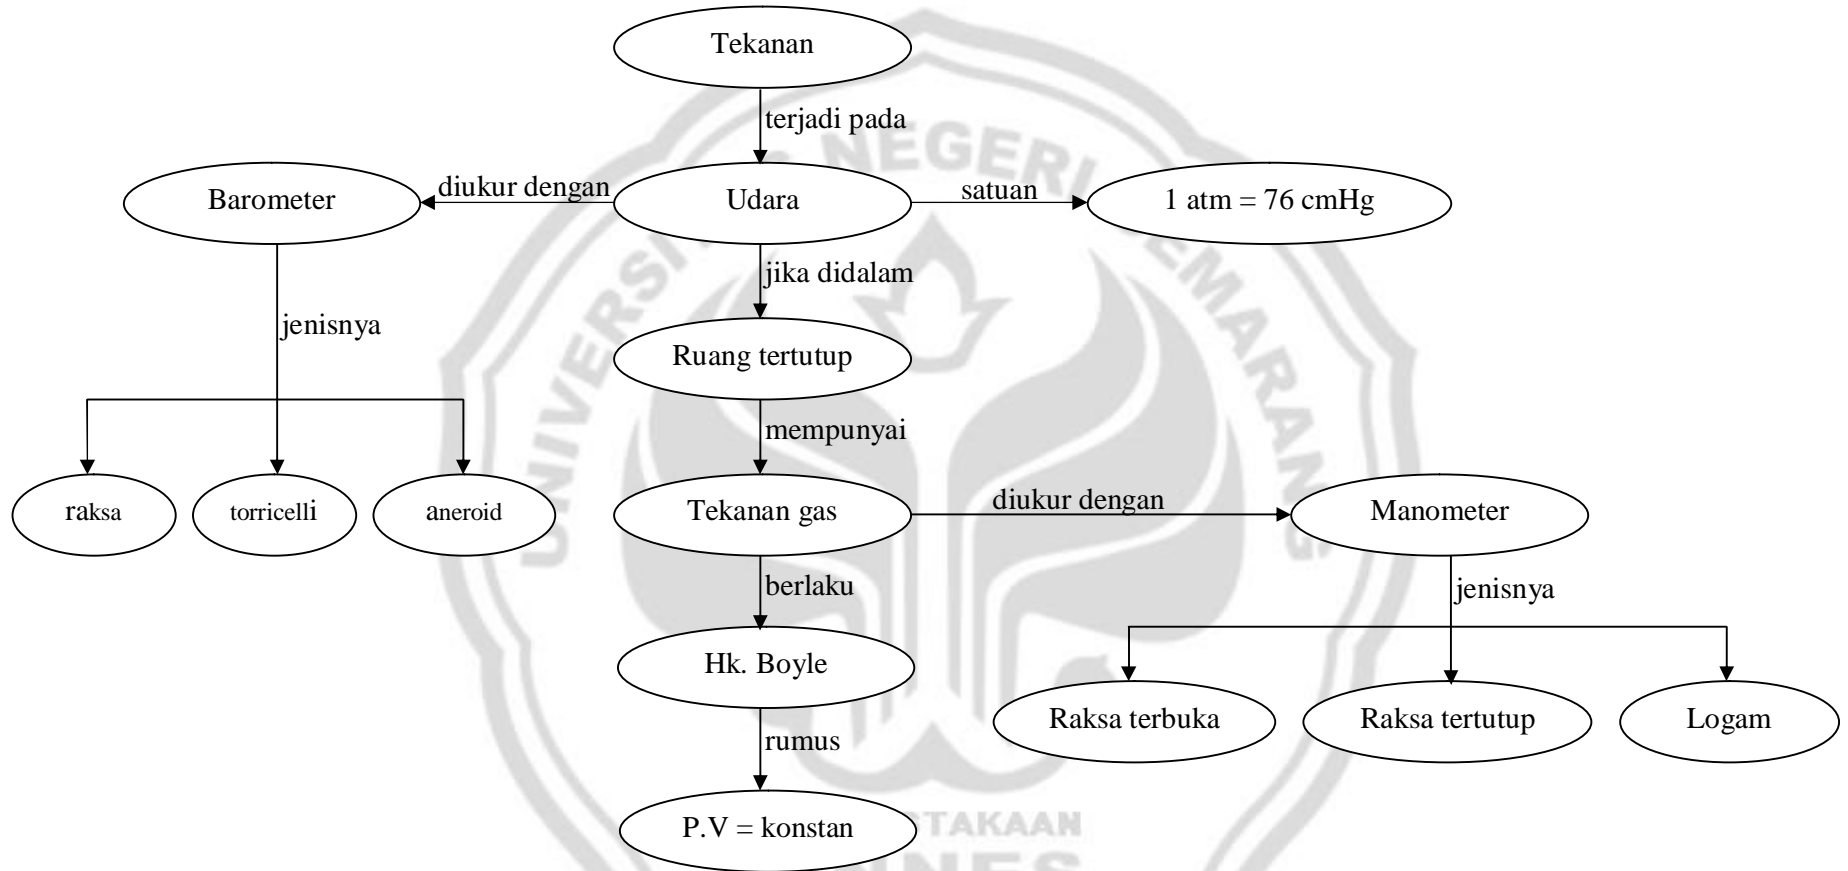 Tekanan
terjadi pada
Barometer
diukur dengan
Udara
satuan
1 atm = 76 cmHg
jika didalam
jenisnya
Ruang tertutup
mempunyai
raksa
torricelli
aneroid
Tekanan gas
diukur dengan
Manometer
berlaku
jenisnya
Hk. Boyle
Raksa terbuka
Raksa tertutup
Logam
rumus
P.V = konstan
NEGERI